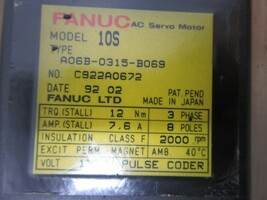 FANUC AC Servo Motor
MODEL 10S
TYPE
A06B-0315-B069
NO. C922A0672
DATE 92 02 PAT. PEND
FANUC LTD MADE IN JAPAN
TRQ (STALL) 12 Nm 3 PHASE
AMP. (STALL) 7.6 A 8 POLES
INSULATION CLASS F 2000 rpm
EXCIT PERM. MAGNET AMB 40°C
VOLT PULSE CODER